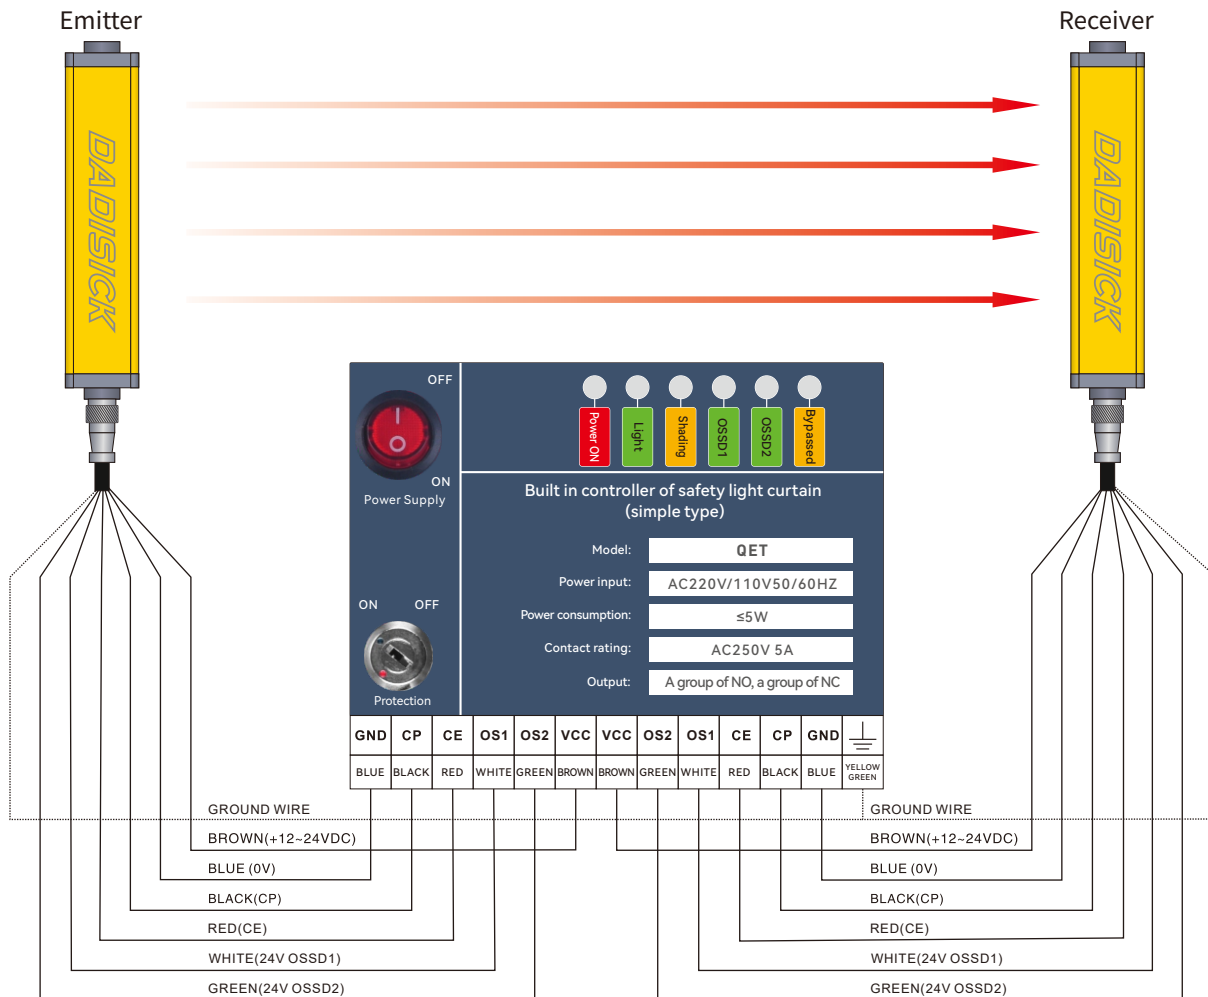 Emitter
Receiver
DADISICK
DADISICK
OFF
ON
Power Supply
ON OFF
Protection
Power ON
Light
Shading
OSSD1
OSSD2
Bypassed
Built in controller of safety light curtain
(simple type)
Model: QET
Power input: AC220V/110V50/60HZ
Power consumption: ≤5W
Contact rating: AC250V 5A
Output: A group of NO, a group of NC
GND CP CE OS1 OS2 VCC VCC OS2 OS1 CE CP GND
BLUE BLACK RED WHITE GREEN BROWN BROWN GREEN WHITE RED BLACK BLUE YELLOW
GREEN
GROUND WIRE GROUND WIRE
BROWN(+12~24VDC) BROWN(+12~24VDC)
BLUE (0V) BLUE (0V)
BLACK(CP) BLACK(CP)
RED(CE) RED(CE)
WHITE(24V OSSD1) WHITE(24V OSSD1)
GREEN(24V OSSD2) GREEN(24V OSSD2)